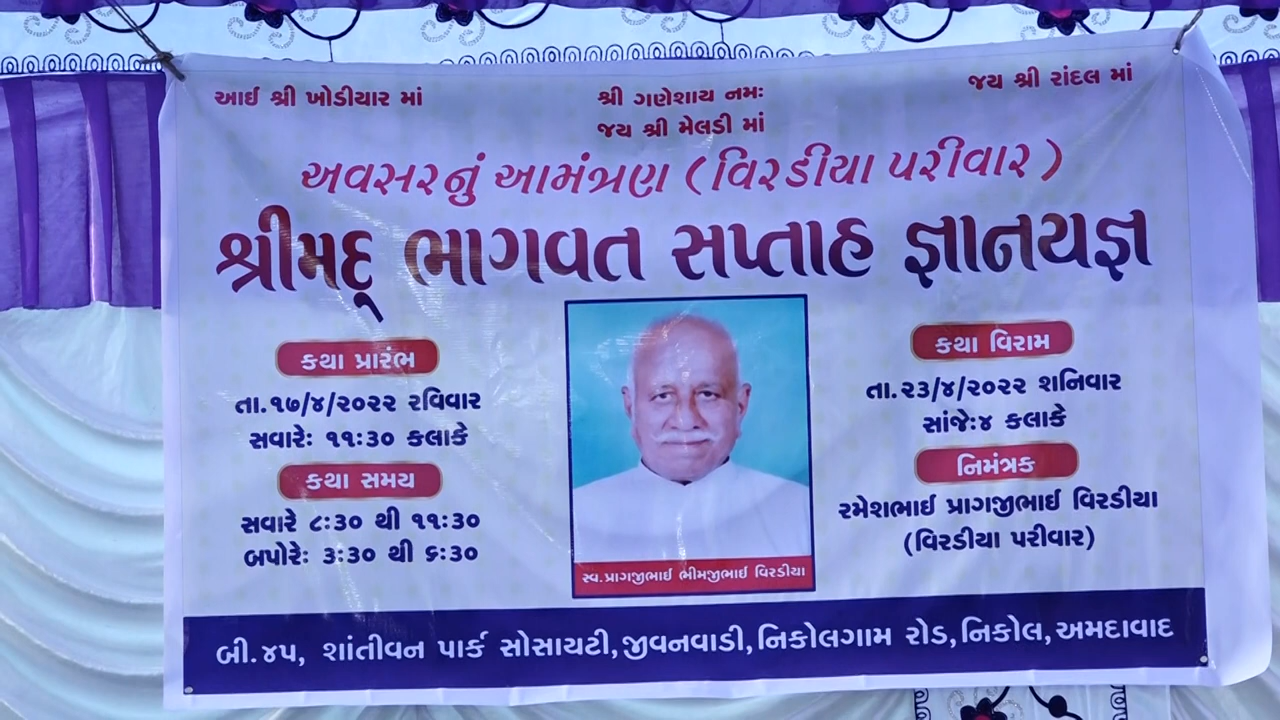 આઈ શ્રી ખોડીયાર માં
શ્રી ગણેશાય નમઃ
જય શ્રી રાંદલ માં
જય શ્રી મેલડી માં
અવસરનું આમંત્રણ (વિરડીયા પરીવાર)
શ્રીમદ્ ભાગવત સપ્તાહ જ્ઞાનયજ્ઞ
કથા પ્રારંભ
તા.૧૭/૪/૨૦૨૨ રવિવાર
સવારેઃ ૧૧:૩૦ કલાકે
કથા સમય
સવારે ૮:૩૦ થી ૧૧:૩૦
બપોરેઃ ૩:૩૦ થી ૬:૩૦
સ્વ.પ્રાગજીભાઈ ભીમજીભાઈ વિરડીયા
કથા વિરામ
તા.૨૩/૪/૨૦૨૨ શનિવાર
સાંજેઃ૪ કલાકે
નિમંત્રક
રમેશભાઈ પ્રાગજીભાઈ વિરડીયા
(વિરડીયા પરીવાર)
બી.૪૫, શાંતીવન પાર્ક સોસાયટી,જીવનવાડી,નિકોલગામ રોડ,નિકોલ,અમદાવાદ